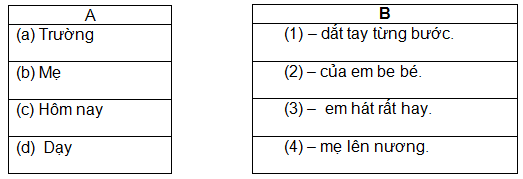 A B
(a) Trường (1) – dắt tay từng bước.
(b) Mẹ (2) – của em be bé.
(c) Hôm nay (3) – em hát rất hay.
(d) Dạy (4) – mẹ lên nương.